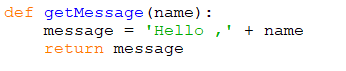 def getMessage(name):
    message = 'Hello ,' + name
    return message